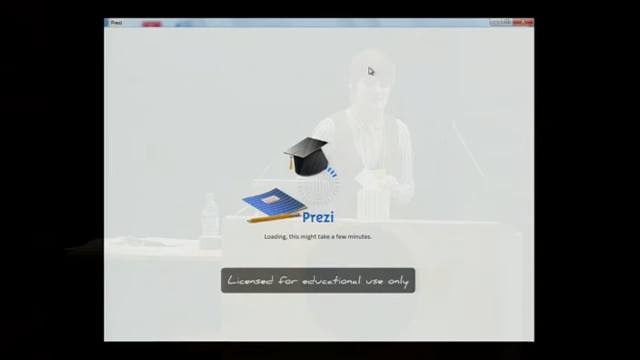 Prezi
Prezi
Loading, this might take a few minutes.
Licensed for educational use only